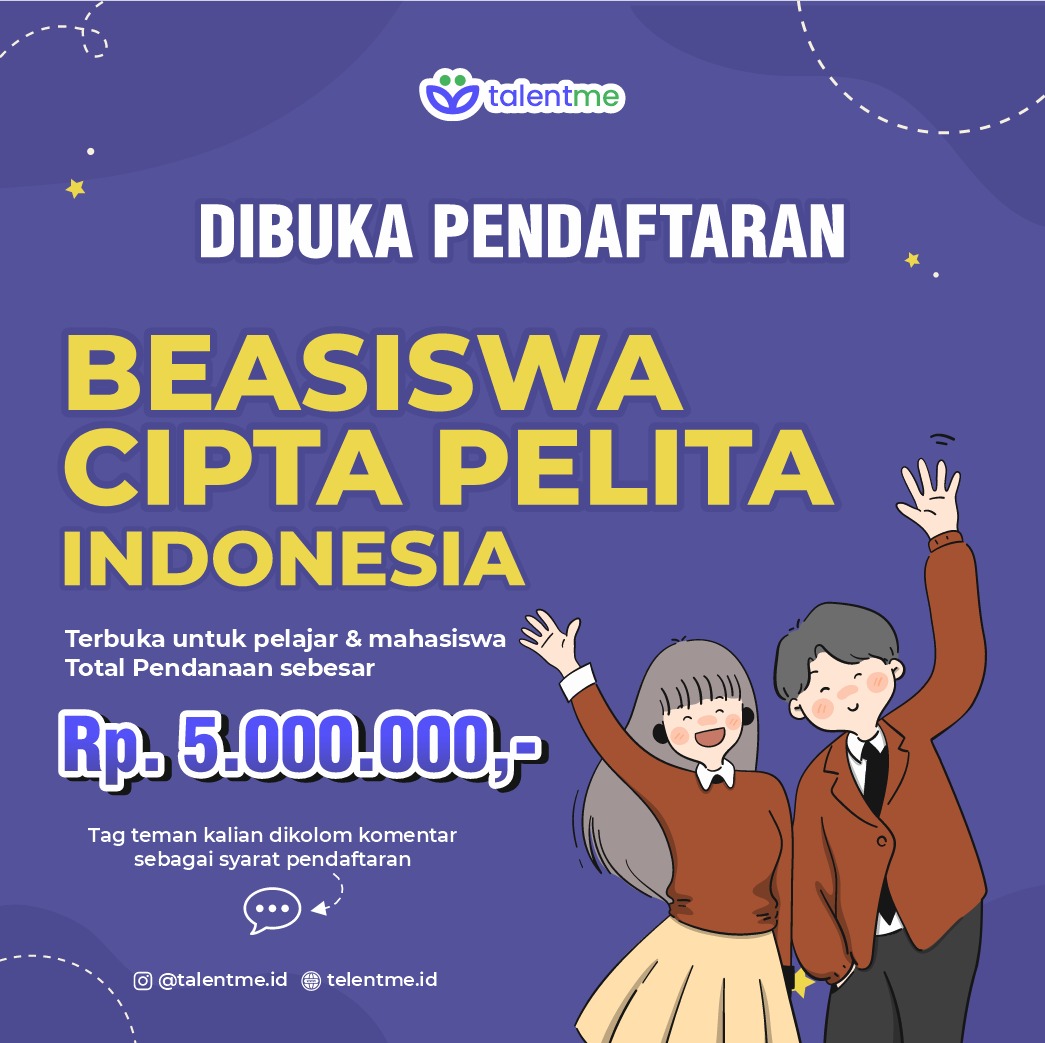 talentme
DIBUKA PENDAFTARAN
BEASISWA
CIPTA PELITA
INDONESIA
Terbuka untuk pelajar & mahasiswa
Total Pendanaan sebesar
Rp. 5.000.000,-
Tag teman kalian dikolom komentar
sebagai syarat pendaftaran
@talentme.id telentme.id